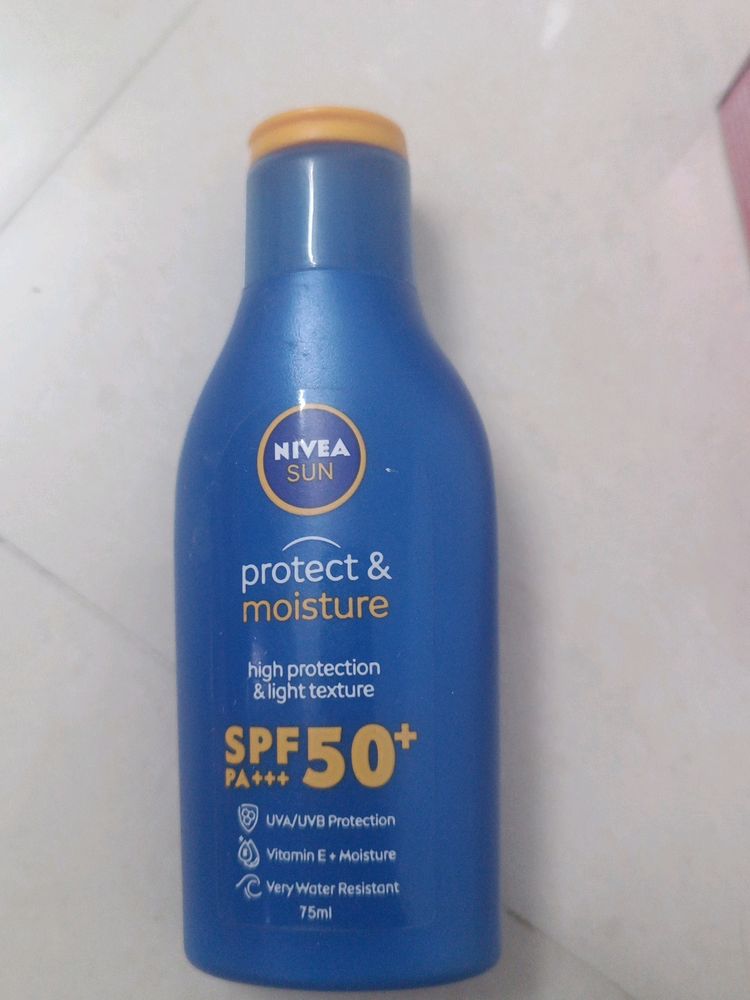 NIVEA
SUN
protect &
moisture
high protection
& light texture
SPF 50+
PA+++
UVA/UVB Protection
Vitamin E + Moisture
Very Water Resistant
75ml